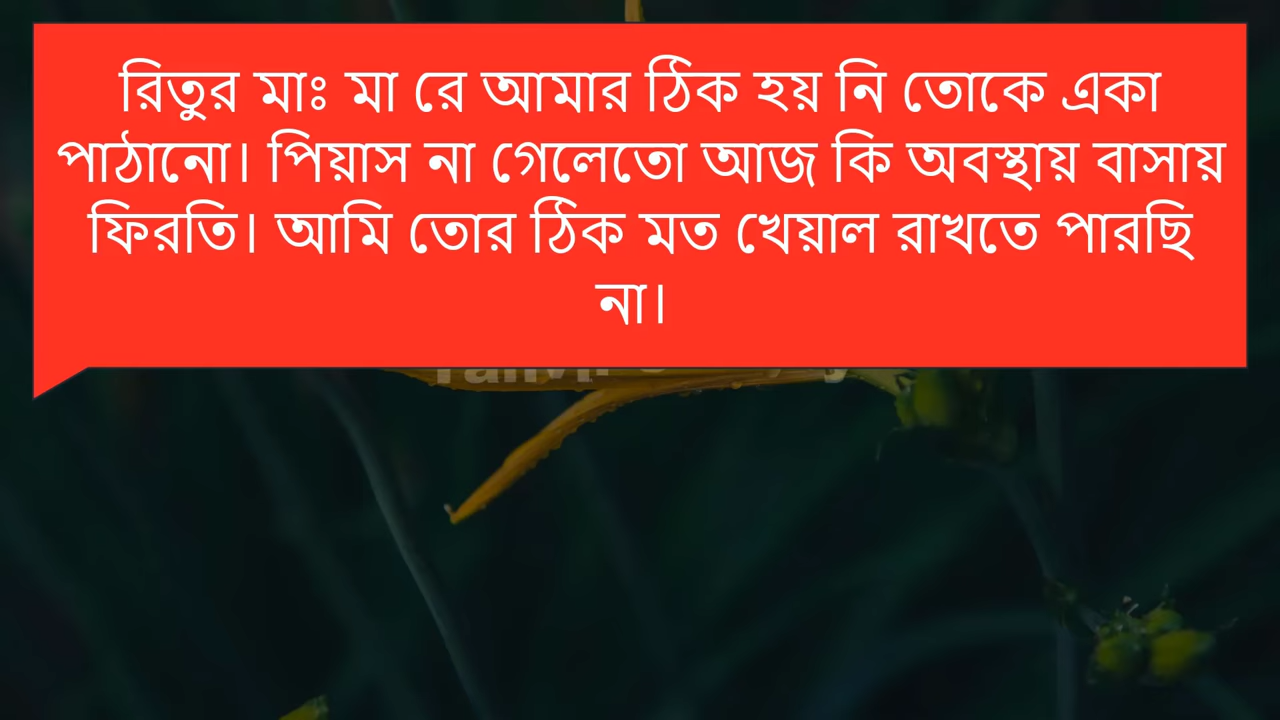 রিতুর মাঃ মা রে আমার ঠিক হয় নি তোকে একা
পাঠানো। পিয়াস না গেলেতো আজ কি অবস্থায় বাসায়
ফিরতি। আমি তোর ঠিক মত খেয়াল রাখতে পারছি
না।